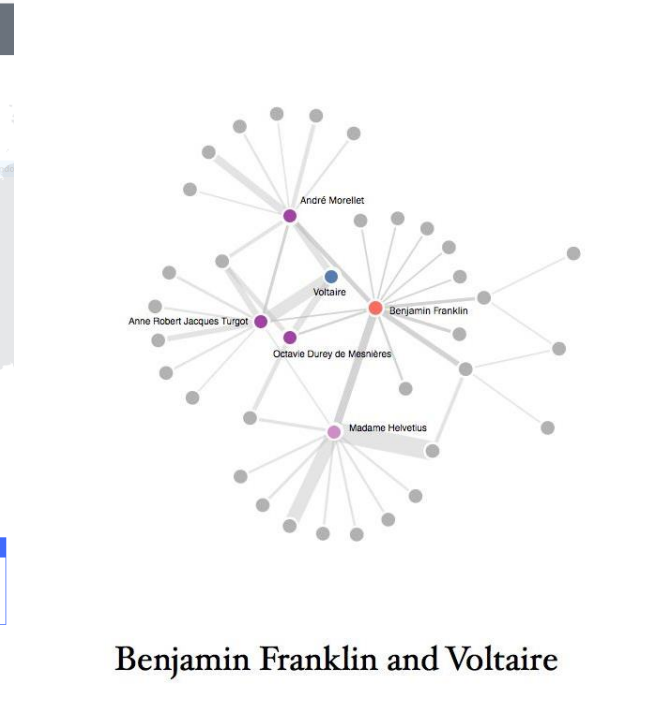 André Morellet
Voltaire
Benjamin Franklin
Anne Robert Jacques Turgot
Octavie Durey de Mesnières
Madame Helvetius
Benjamin Franklin and Voltaire